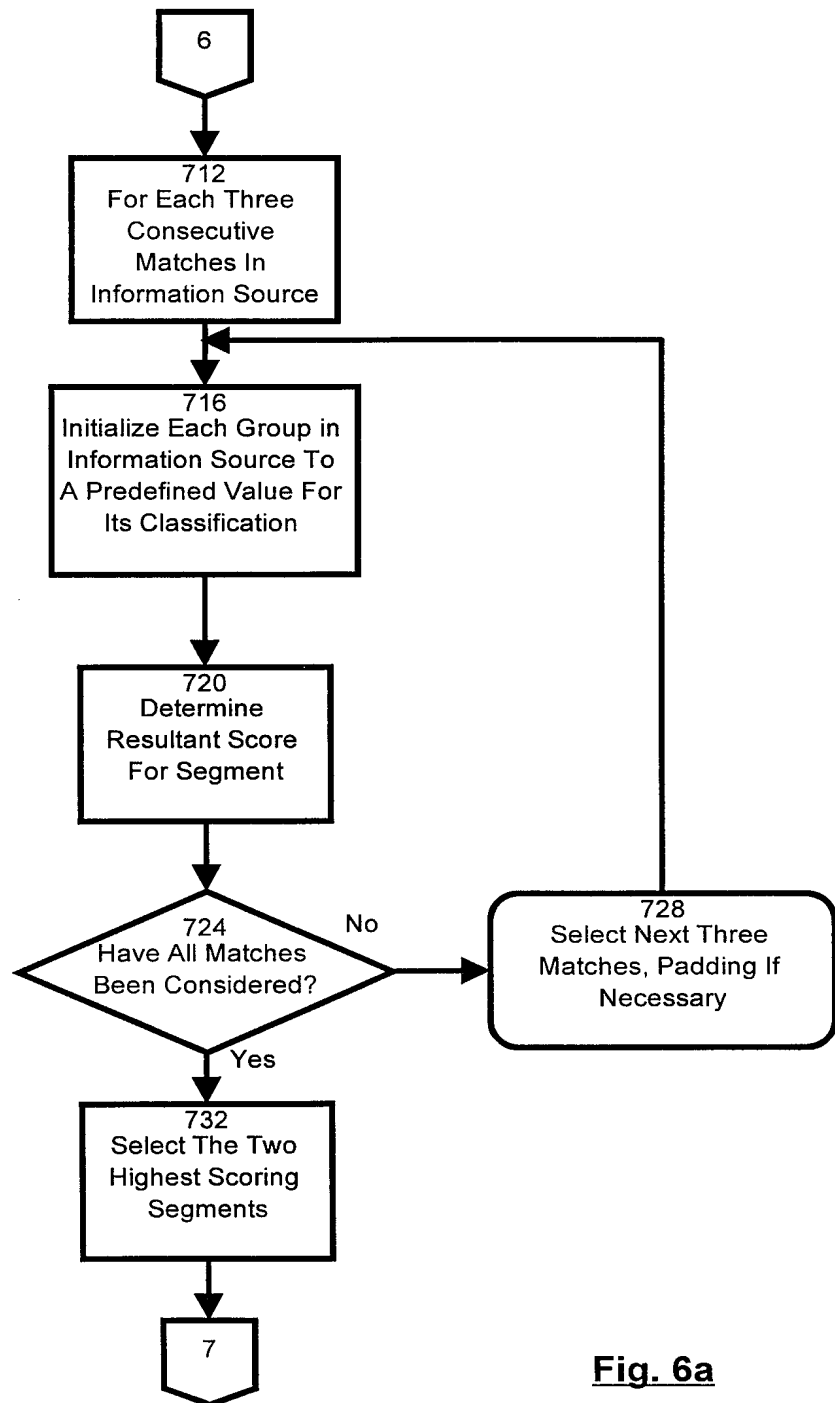 6
712
For Each Three
Consecutive
Matches In
Information Source
716
Initialize Each Group in
Information Source To
A Predefined Value For
Its Classification
720
Determine
Resultant Score
For Segment
724
Have All Matches
Been Considered?
No
728
Select Next Three
Matches, Padding If
Necessary
Yes
732
Select The Two
Highest Scoring
Segments
7
Fig. 6a